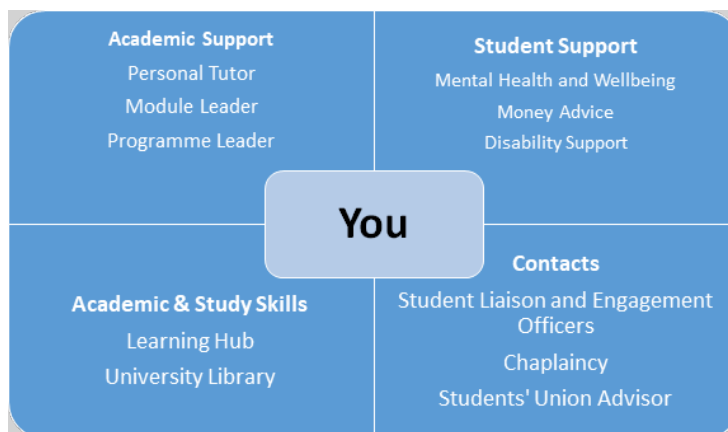 Academic Support
Personal Tutor
Module Leader
Programme Leader
Student Support
Mental Health and Wellbeing
Money Advice
Disability Support
You
Academic & Study Skills
Learning Hub
University Library
Contacts
Student Liaison and Engagement
Officers
Chaplaincy
Students' Union Advisor